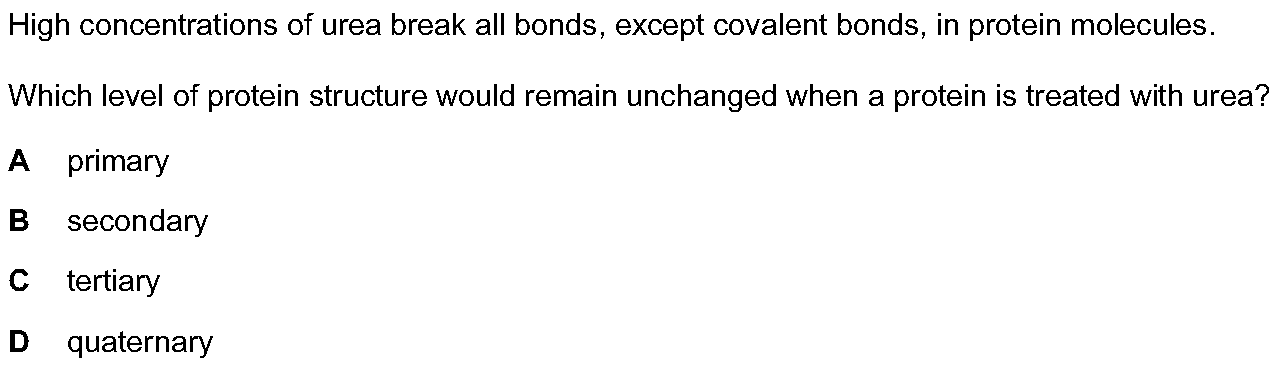 High concentrations of urea break all bonds, except covalent bonds, in protein molecules.
Which level of protein structure would remain unchanged when a protein is treated with urea?
A primary
B secondary
C tertiary
D quaternary